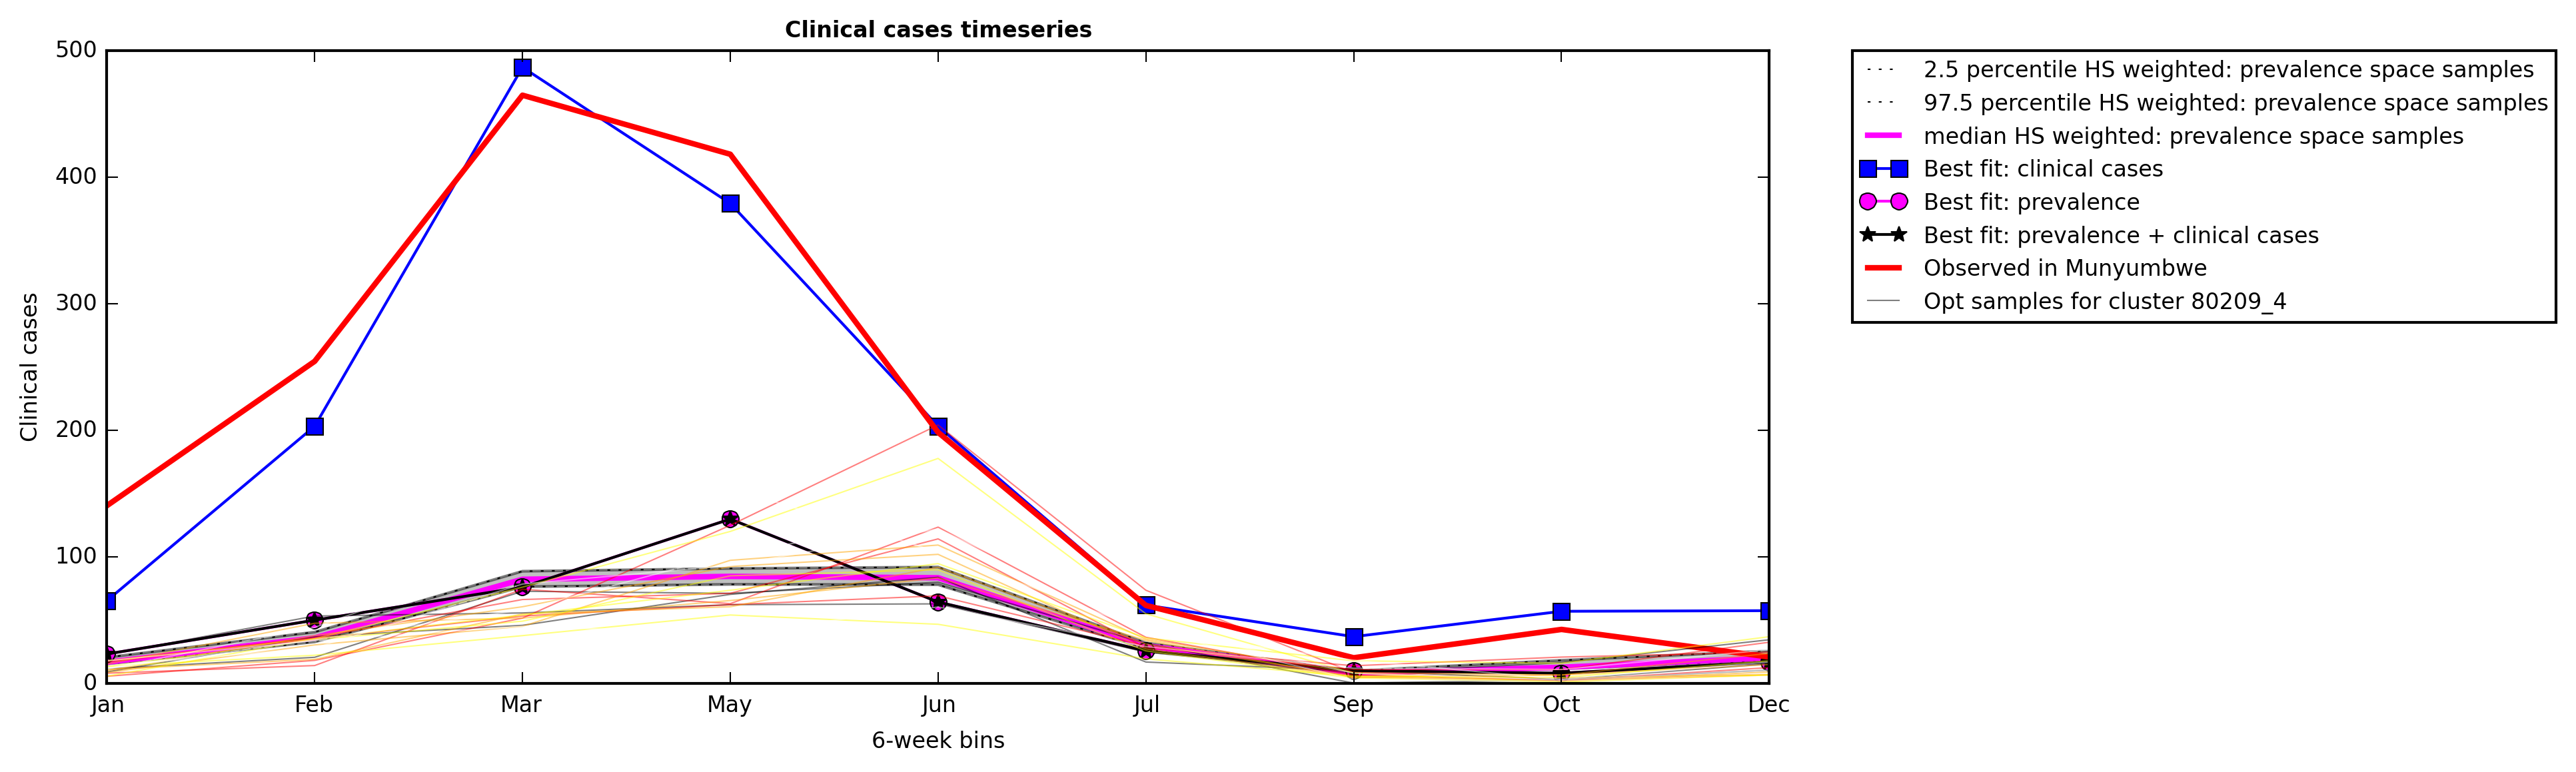 Clinical cases timeseries
500
400
300
200
100
0
Clinical cases
Jan Feb Mar May Jun Jul Sep Oct Dec
6-week bins
2.5 percentile HS weighted: prevalence space samples
97.5 percentile HS weighted: prevalence space samples
median HS weighted: prevalence space samples
Best fit: clinical cases
Best fit: prevalence
Best fit: prevalence + clinical cases
Observed in Munyumbwe
Opt samples for cluster 80209_4